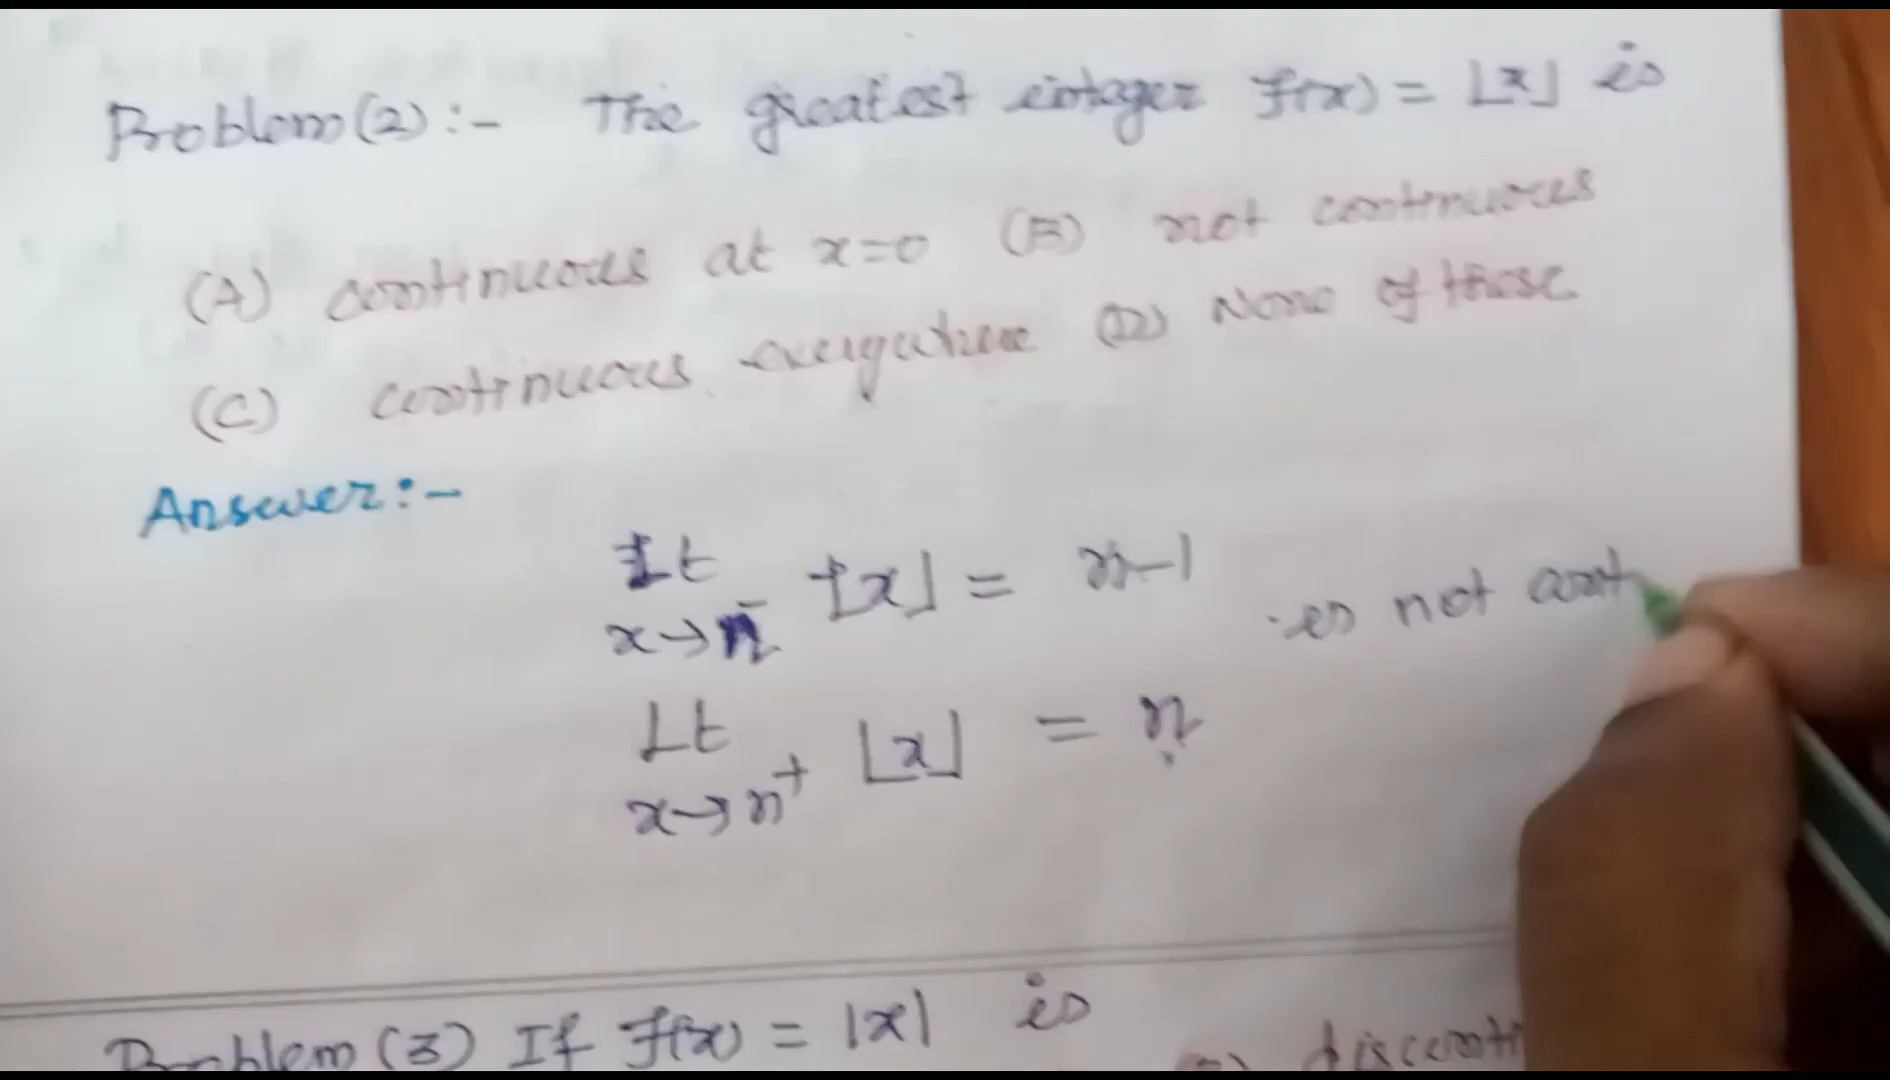 Problem(2):- The greatest integer f(x) = ⌊x⌋ is
(A) continuous at x=0 (B) not continuous
(C) continuous everywhere (D) None of these
Answer:-
Lt x→n⁻ ⌊x⌋ = n-1
is not cont
Lt x→n⁺ ⌊x⌋ = n
Problem (3) If f(x) = |x| is
disconti